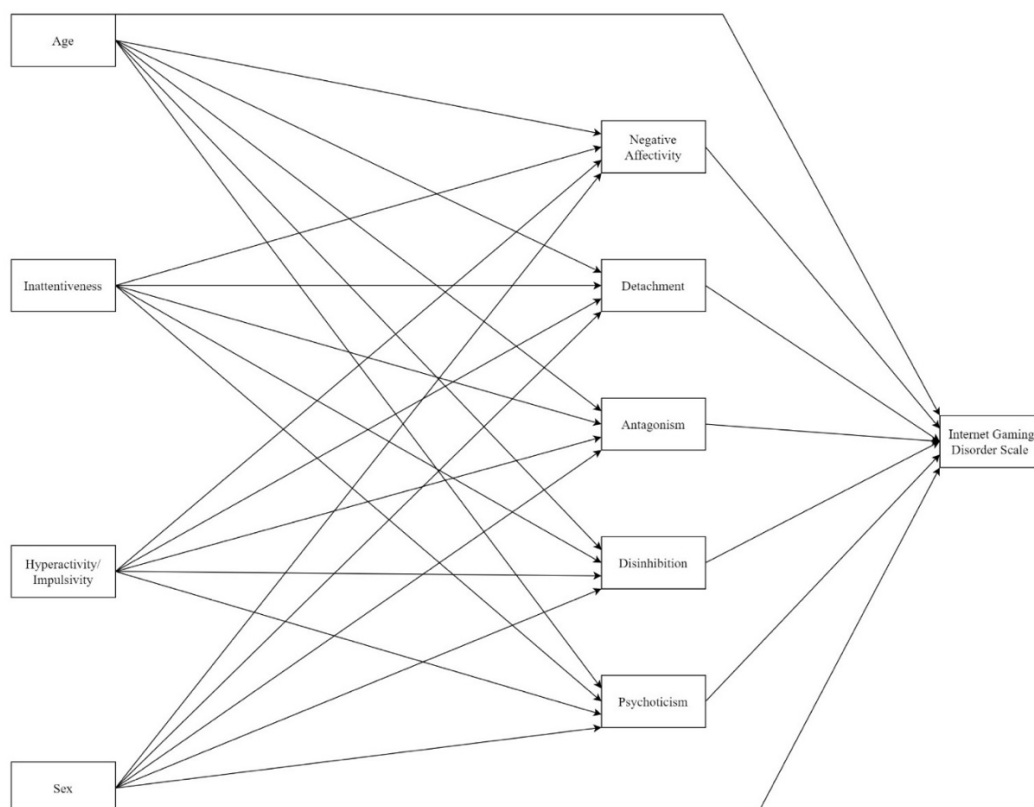 Age
Negative
Affectivity
Inattentiveness
Detachment
Antagonism
Internet Gaming
Disorder Scale
Hyperactivity/
Impulsivity
Disinhibition
Psychoticism
Sex